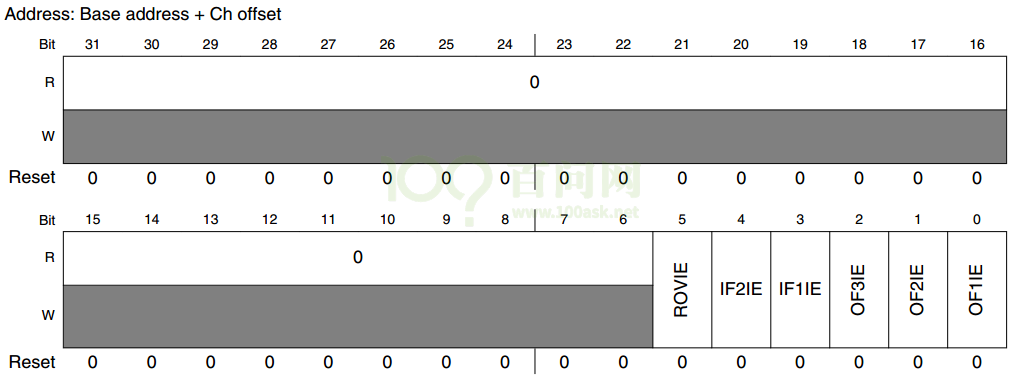 Address: Base address + Ch offset
Bit 31 30 29 28 27 26 25 24 23 22 21 20 19 18 17 16
R 0
W
Reset 0 0 0 0 0 0 0 0 0 0 0 0 0 0 0 0
百问网
www.100ask.net
Bit 15 14 13 12 11 10 9 8 7 6 5 4 3 2 1 0
R 0 ROVIE IF2IE IF1IE OF3IE OF2IE OF1IE
W
Reset 0 0 0 0 0 0 0 0 0 0 0 0 0 0 0 0